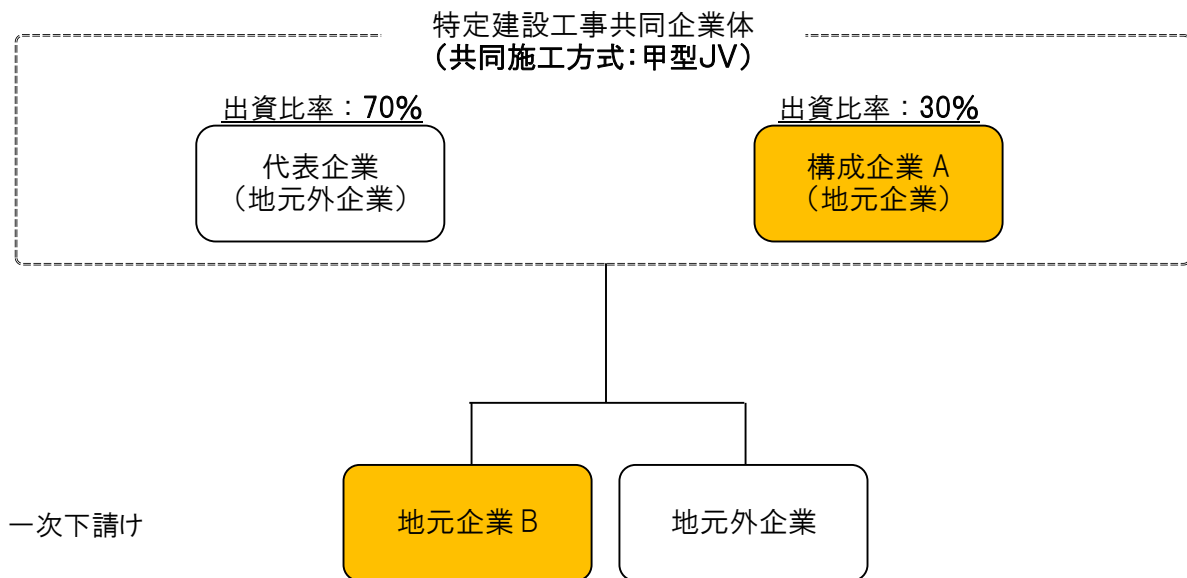 特定建設工事共同企業体
（共同施工方式：甲型JV）
出資比率：70%
出資比率：30%
代表企業
（地元外企業）
構成企業 A
（地元企業）
一次下請け
地元企業 B
地元外企業